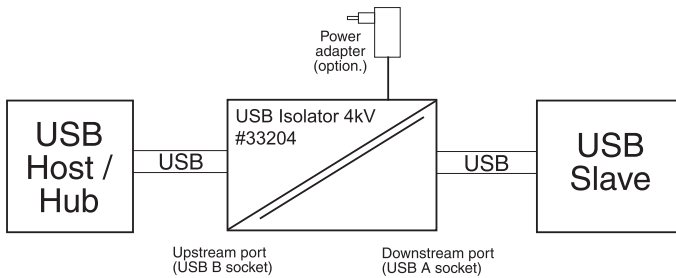 Power
adapter
(option.)
USB Isolator 4kV
#33204
USB
Host /
Hub
USB
USB
USB
Slave
Upstream port
(USB B socket)
Downstream port
(USB A socket)